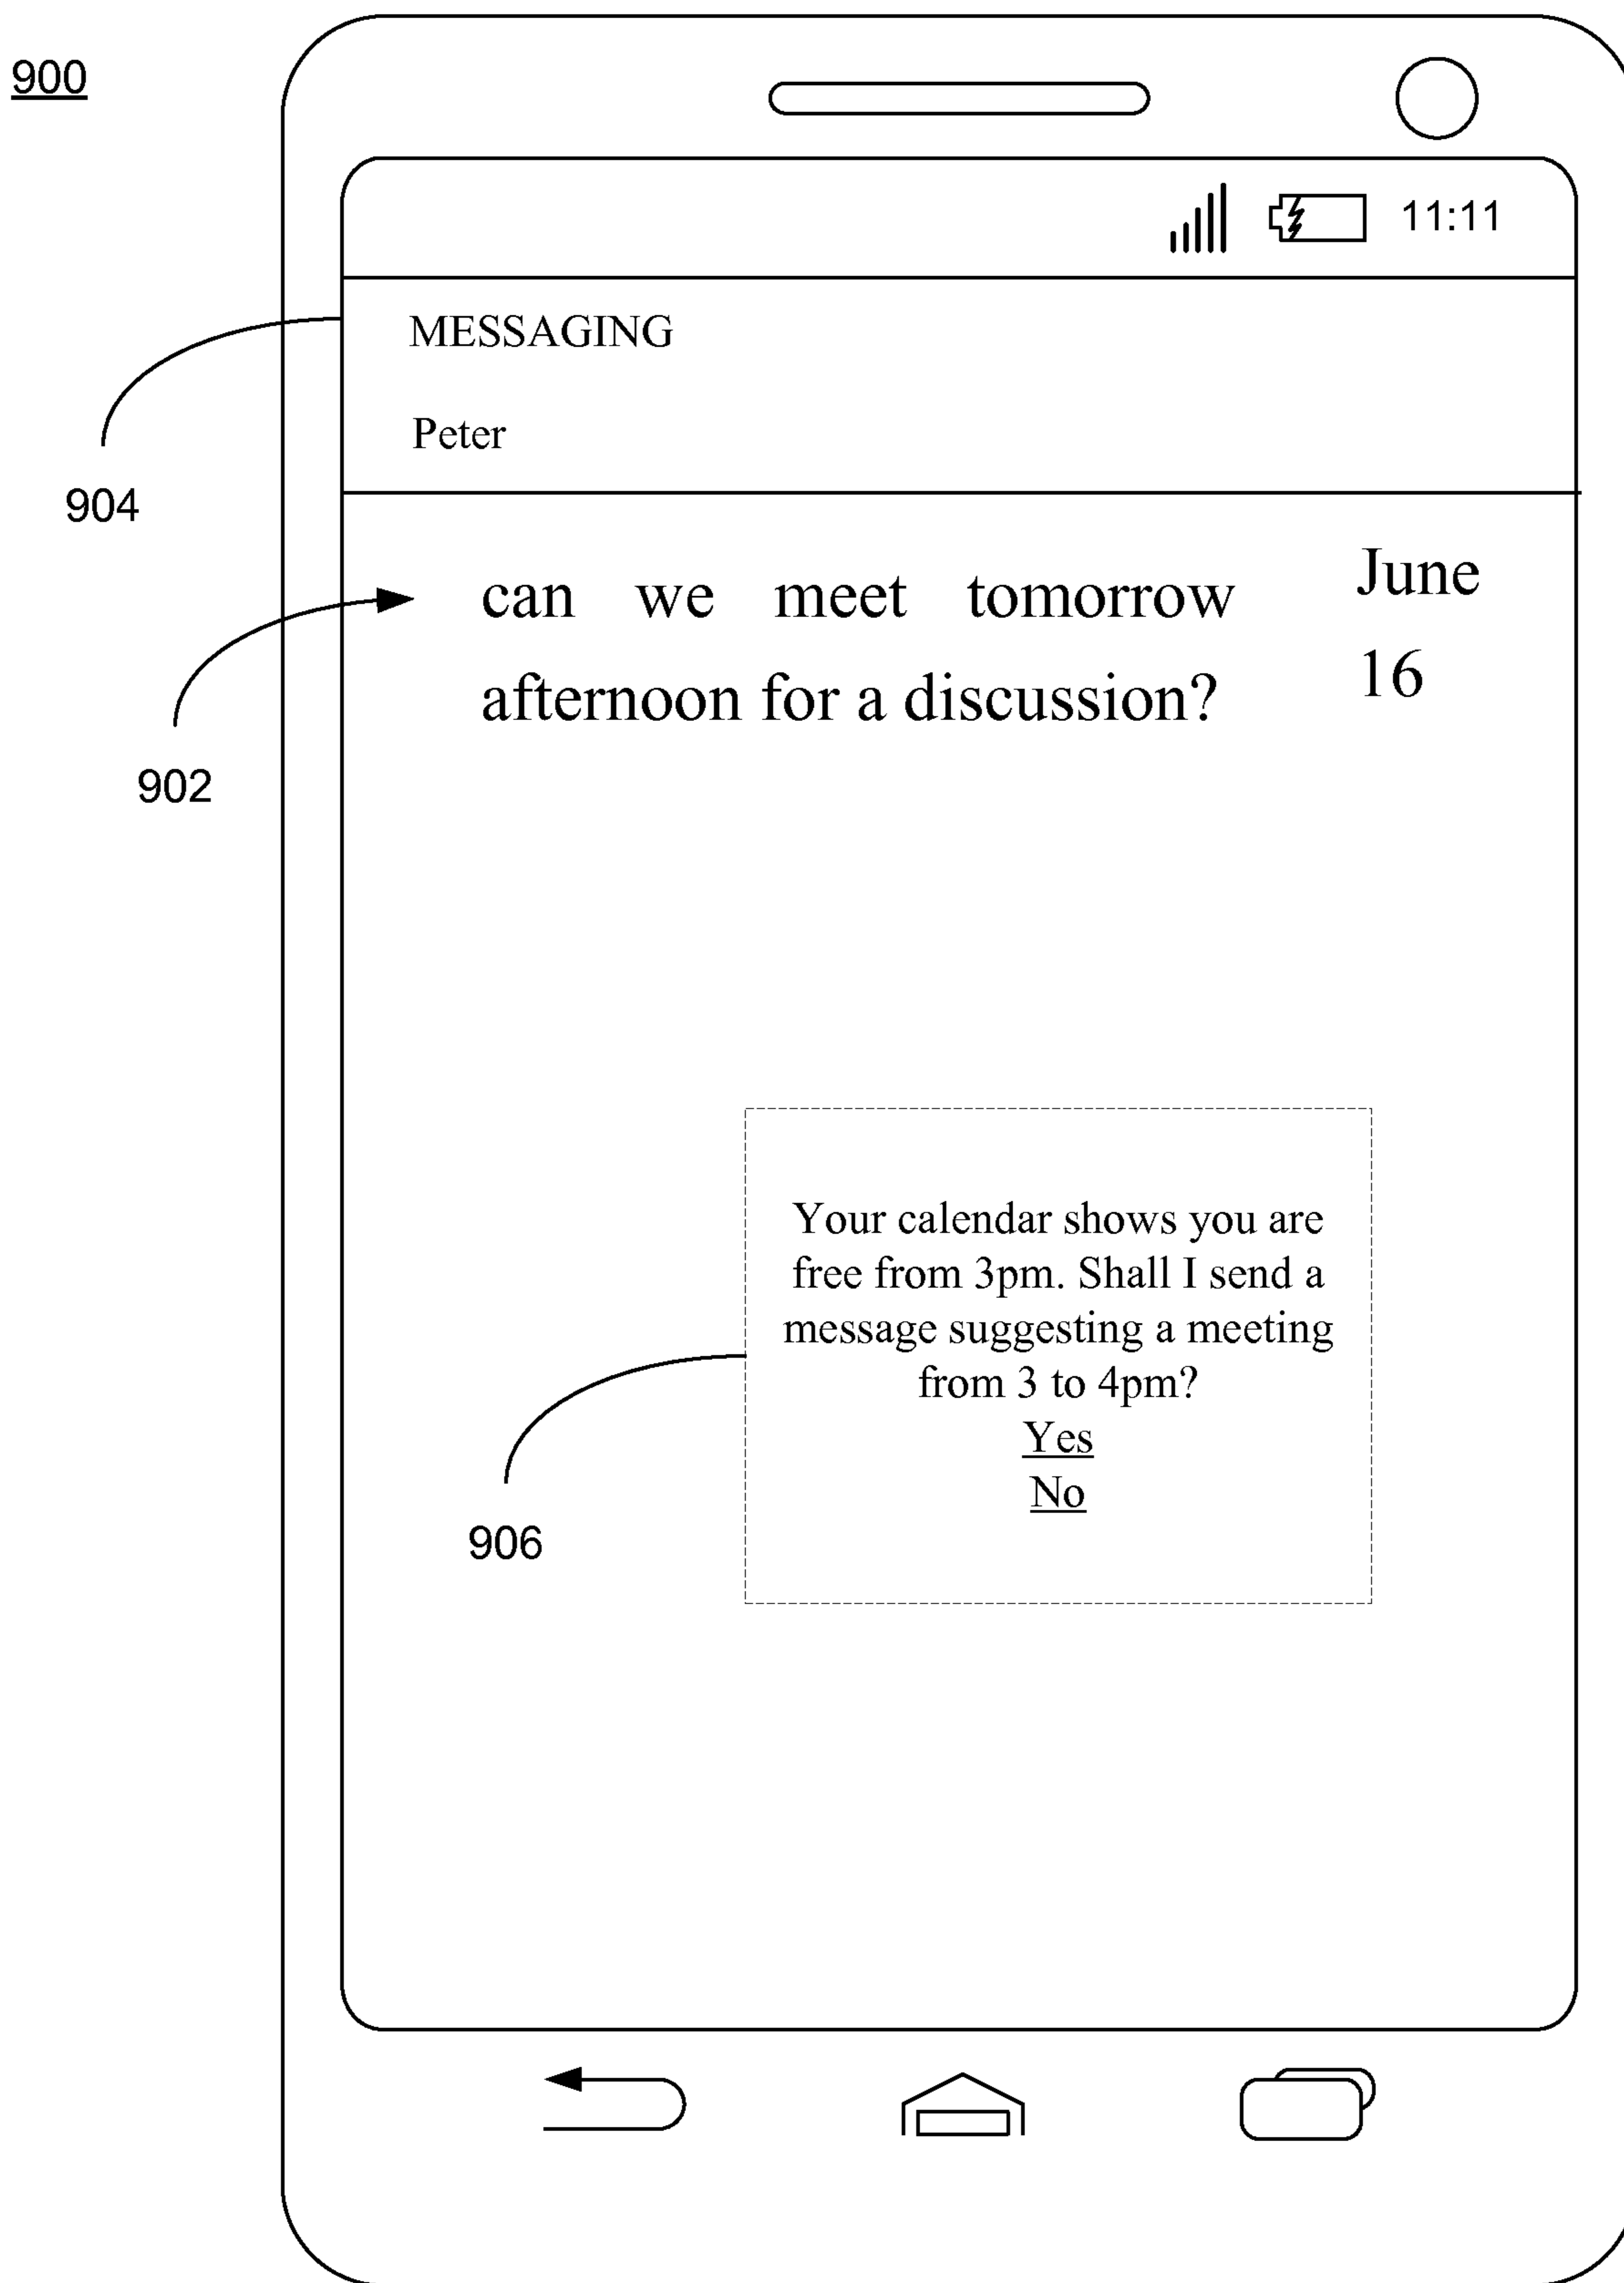 900
11:11
MESSAGING
Peter
904
can we meet tomorrow
afternoon for a discussion?
June
16
902
Your calendar shows you are
free from 3pm. Shall I send a
message suggesting a meeting
from 3 to 4pm?
Yes
No
906